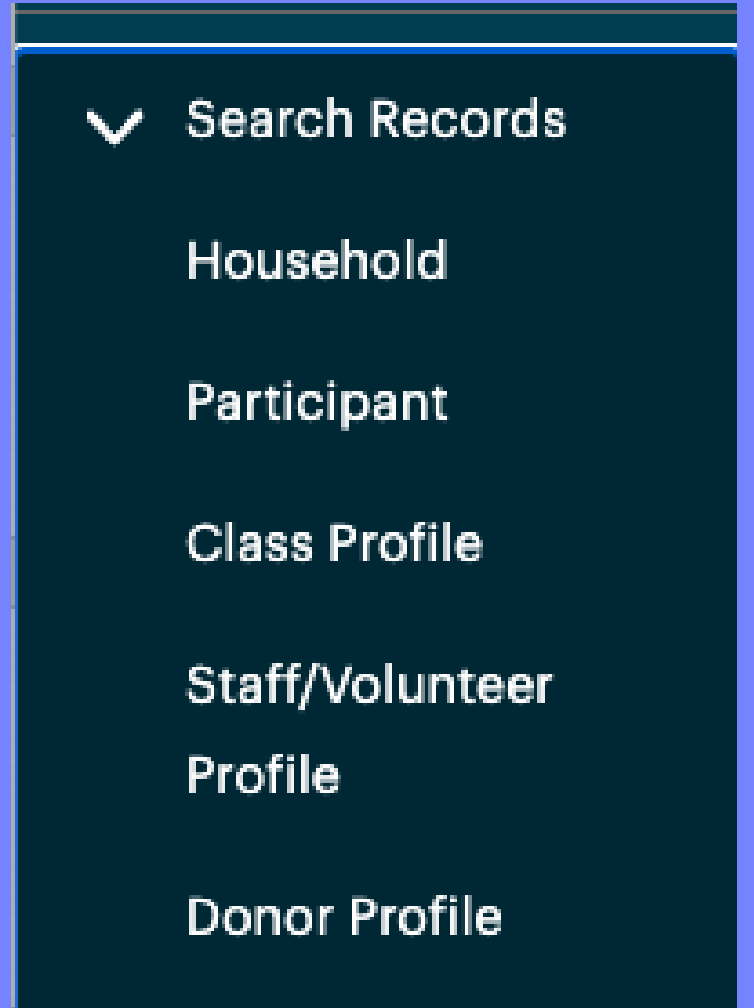 Search Records
Household
Participant
Class Profile
Staff/Volunteer
Profile
Donor Profile